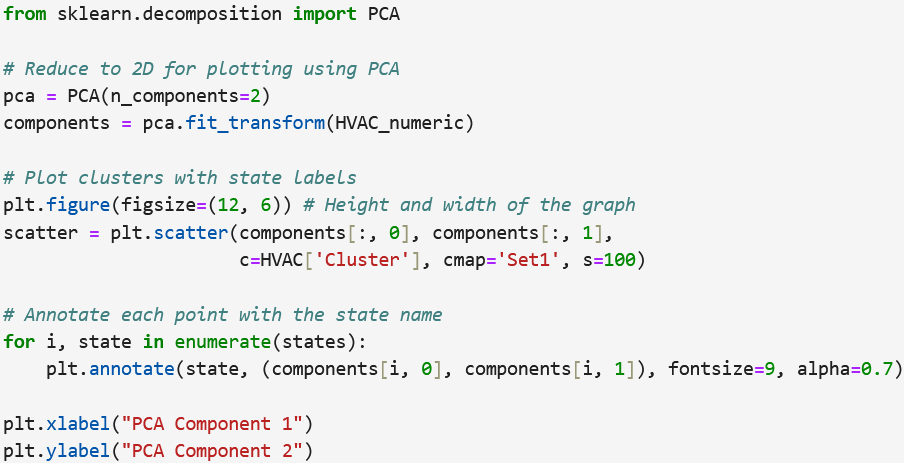 from sklearn.decomposition import PCA
# Reduce to 2D for plotting using PCA
pca = PCA(n_components=2)
components = pca.fit_transform(HVAC_numeric)
# Plot clusters with state labels
plt.figure(figsize=(12, 6)) # Height and width of the graph
scatter = plt.scatter(components[:, 0], components[:, 1],
                      c=HVAC['Cluster'], cmap='Set1', s=100)
# Annotate each point with the state name
for i, state in enumerate(states):
    plt.annotate(state, (components[i, 0], components[i, 1]), fontsize=9, alpha=0.7)
plt.xlabel("PCA Component 1")
plt.ylabel("PCA Component 2")